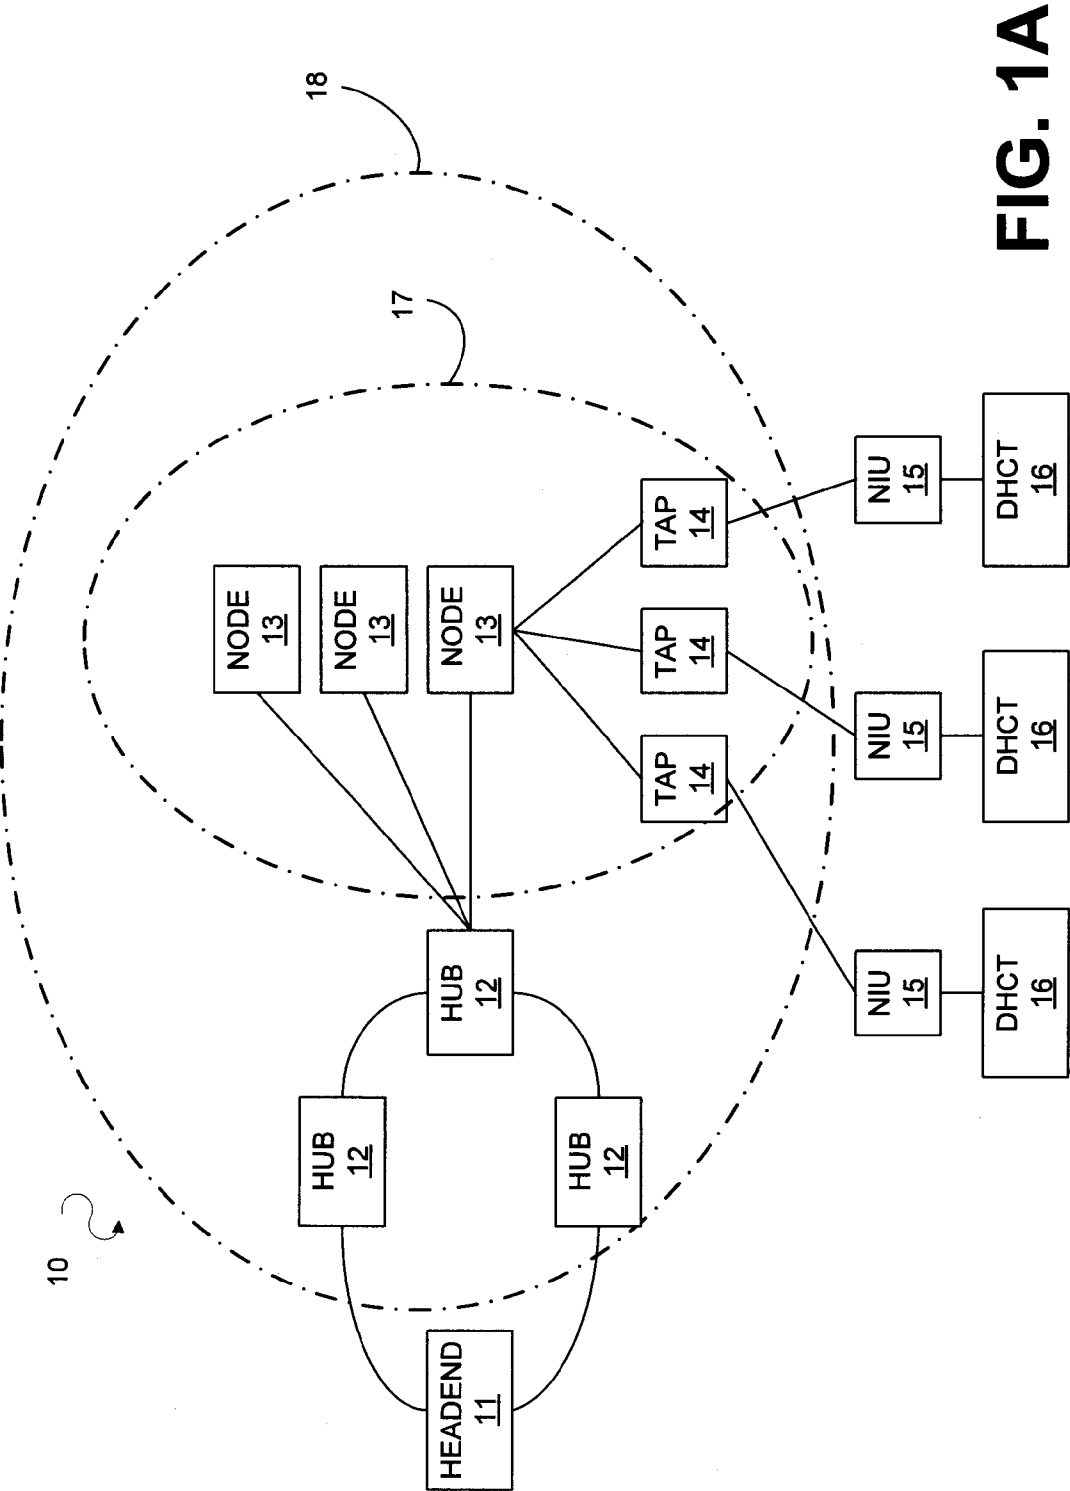 10
18
17
HEADEND
11
HUB
12
HUB
12
HUB
12
NODE
13
NODE
13
NODE
13
TAP
14
TAP
14
TAP
14
NIU
15
NIU
15
NIU
15
DHCT
16
DHCT
16
DHCT
16
FIG. 1A